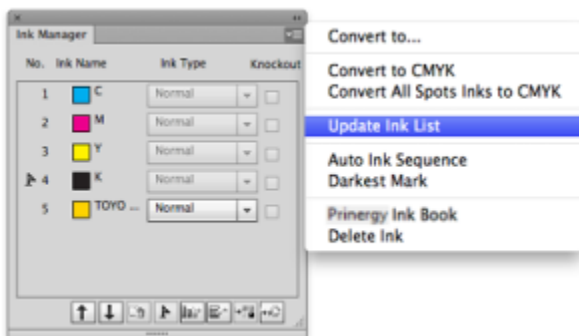 Ink Manager
No. Ink Name Ink Type Knockout
1 C Normal
2 M Normal
3 Y Normal
4 K Normal
5 TOYO ... Normal
Convert to...
Convert to CMYK
Convert All Spots Inks to CMYK
Update Ink List
Auto Ink Sequence
Darkest Mark
Prinergy Ink Book
Delete Ink